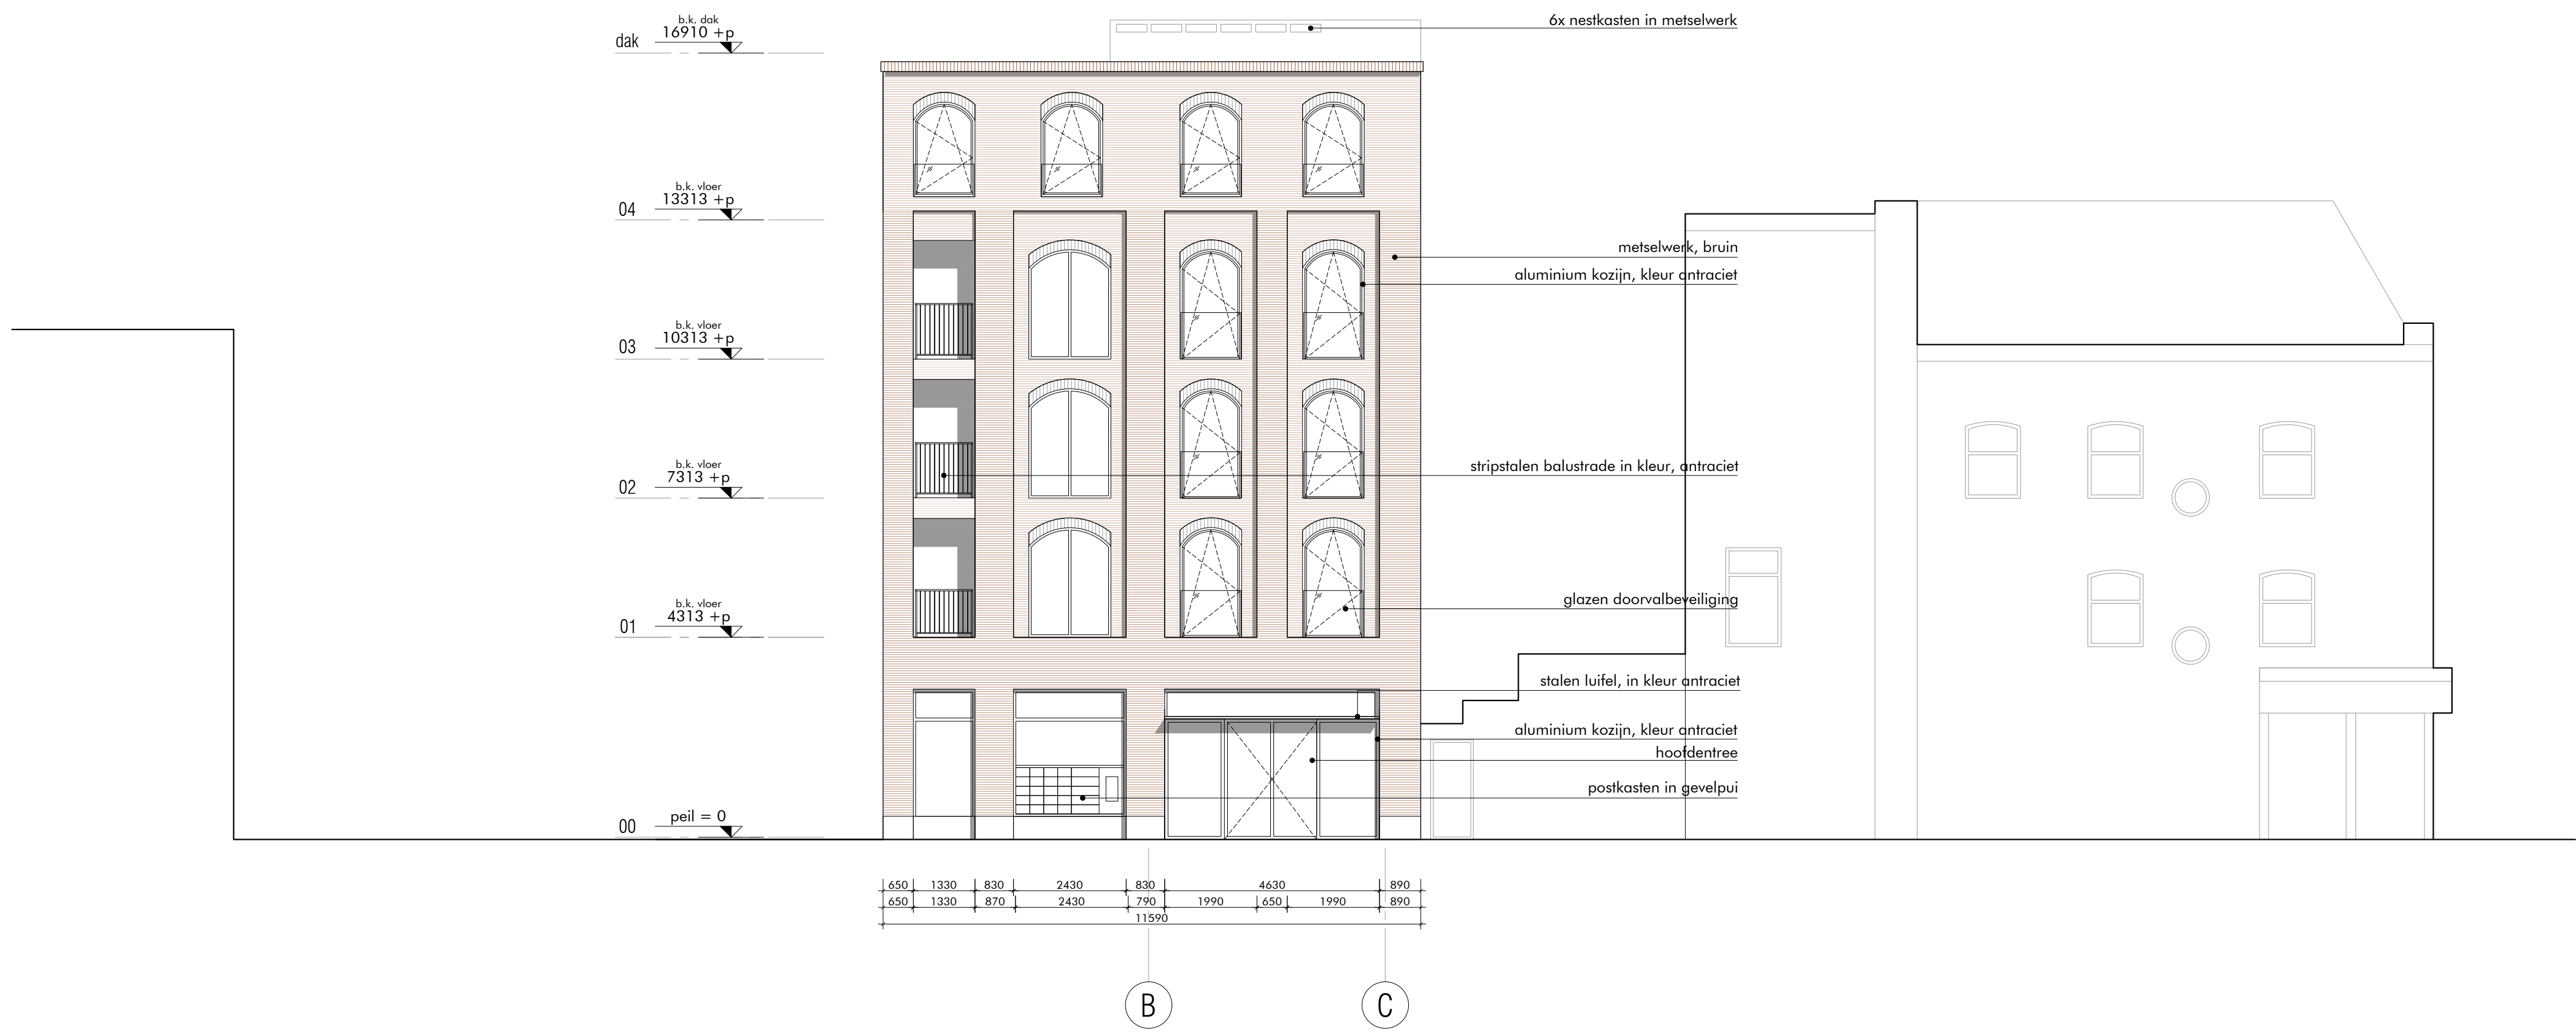 6x nestkasten in metselwerk
b.k. dak
dak 16910 +p
b.k. vloer
04 13313 +p
metselwerk, bruin
aluminium kozijn, kleur antraciet
b.k. vloer
03 10313 +p
stripstalen balustrade in kleur, antraciet
b.k. vloer
02 7313 +p
glazen doorvalbeveiliging
b.k. vloer
01 4313 +p
stalen luifel, in kleur antraciet
aluminium kozijn, kleur antraciet
hoofdentree
postkasten in gevelpui
00 peil = 0
650 1330 830 2430 830 4630 890
650 1330 870 2430 790 1990 650 1990 890
11590
B C